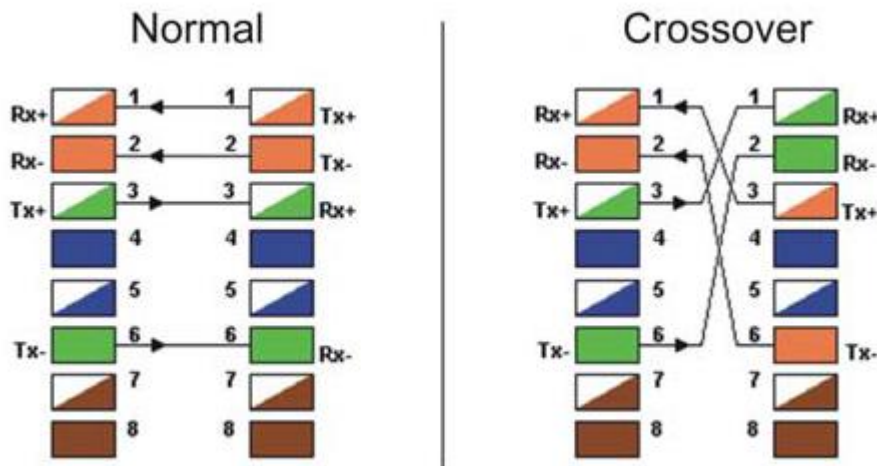 Normal
Crossover
Rx+ 1 1 Tx+
Rx- 2 2 Tx-
Tx+ 3 3 Rx+
4 4
5 5
Tx- 6 6 Rx-
7 7
8 8
Rx+ 1 1 Rx+
Rx- 2 2 Rx-
Tx+ 3 3 Tx+
4 4
5 5
Tx- 6 6 Tx-
7 7
8 8